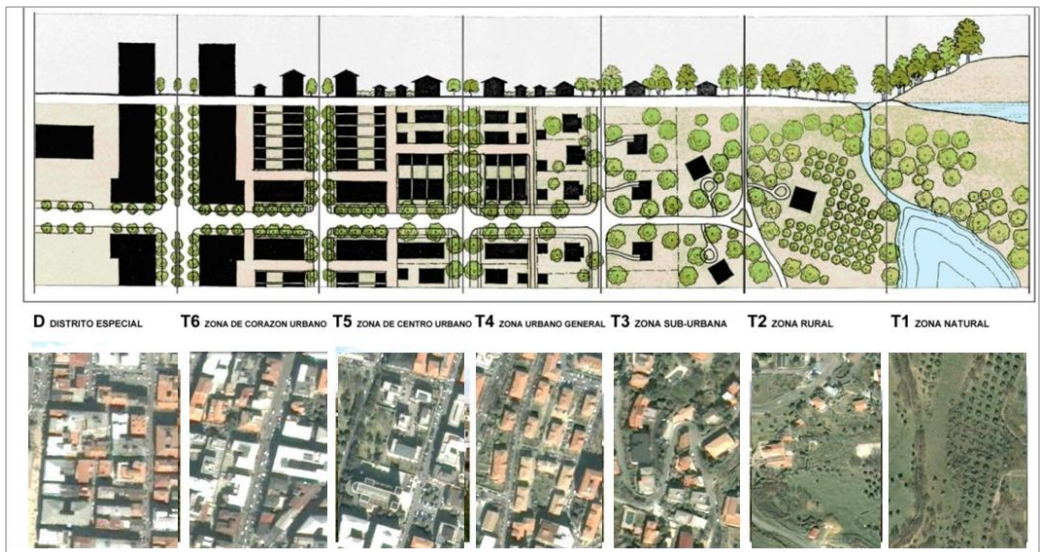 D DISTRITO ESPECIAL
T6 ZONA DE CORAZON URBANO
T5 ZONA DE CENTRO URBANO
T4 ZONA URBANO GENERAL
T3 ZONA SUB-URBANA
T2 ZONA RURAL
T1 ZONA NATURAL